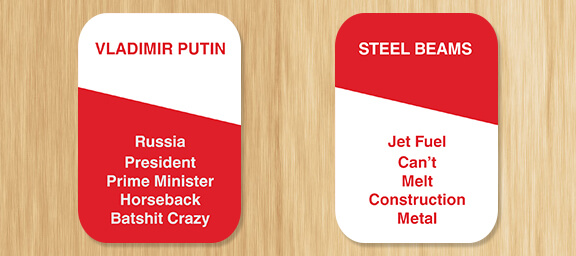 VLADIMIR PUTIN
Russia
President
Prime Minister
Horseback
Batshit Crazy
STEEL BEAMS
Jet Fuel
Can't
Melt
Construction
Metal